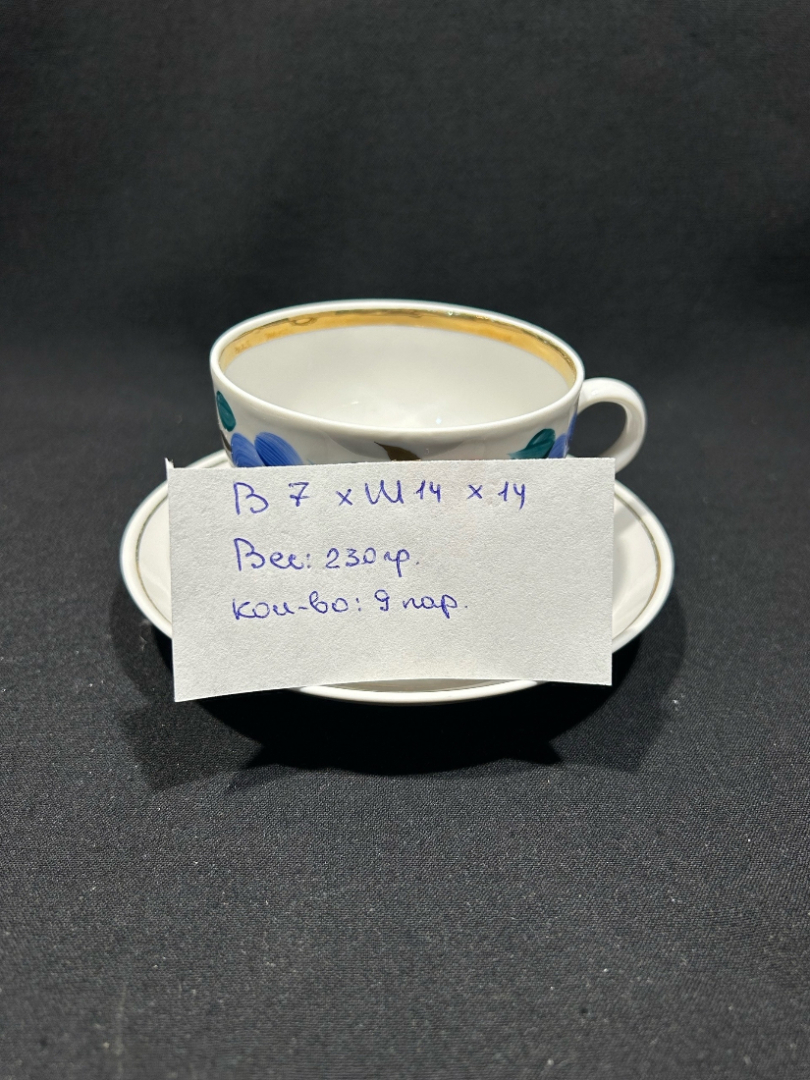 В 7 х Ш 14 х 14
Вес: 230 гр.
кол-во: 9 пар.